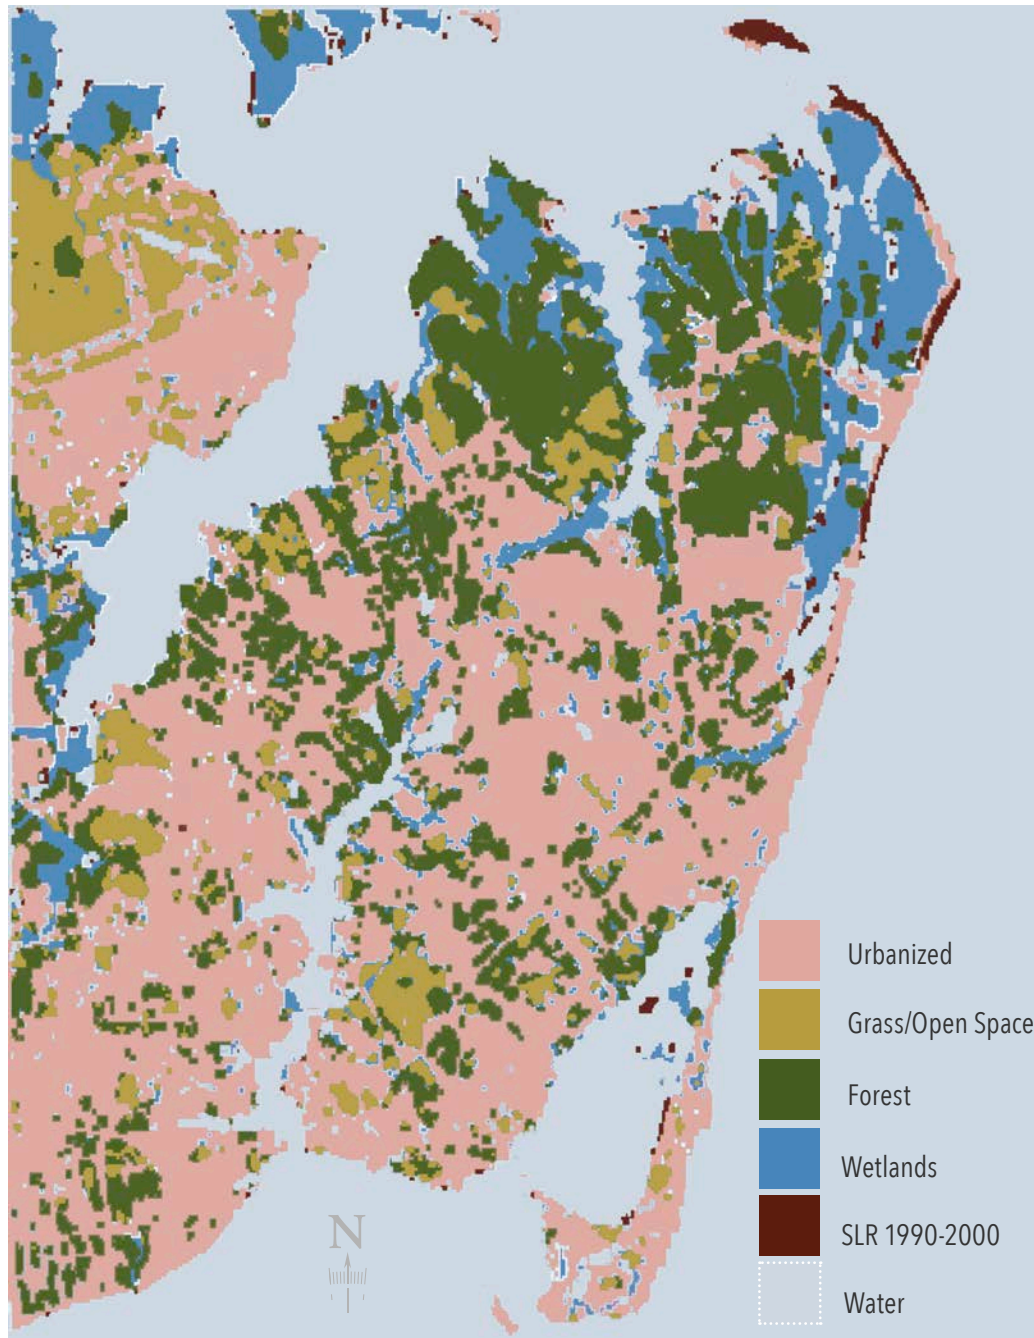 Urbanized
Grass/Open Space
Forest
Wetlands
SLR 1990-2000
Water
N